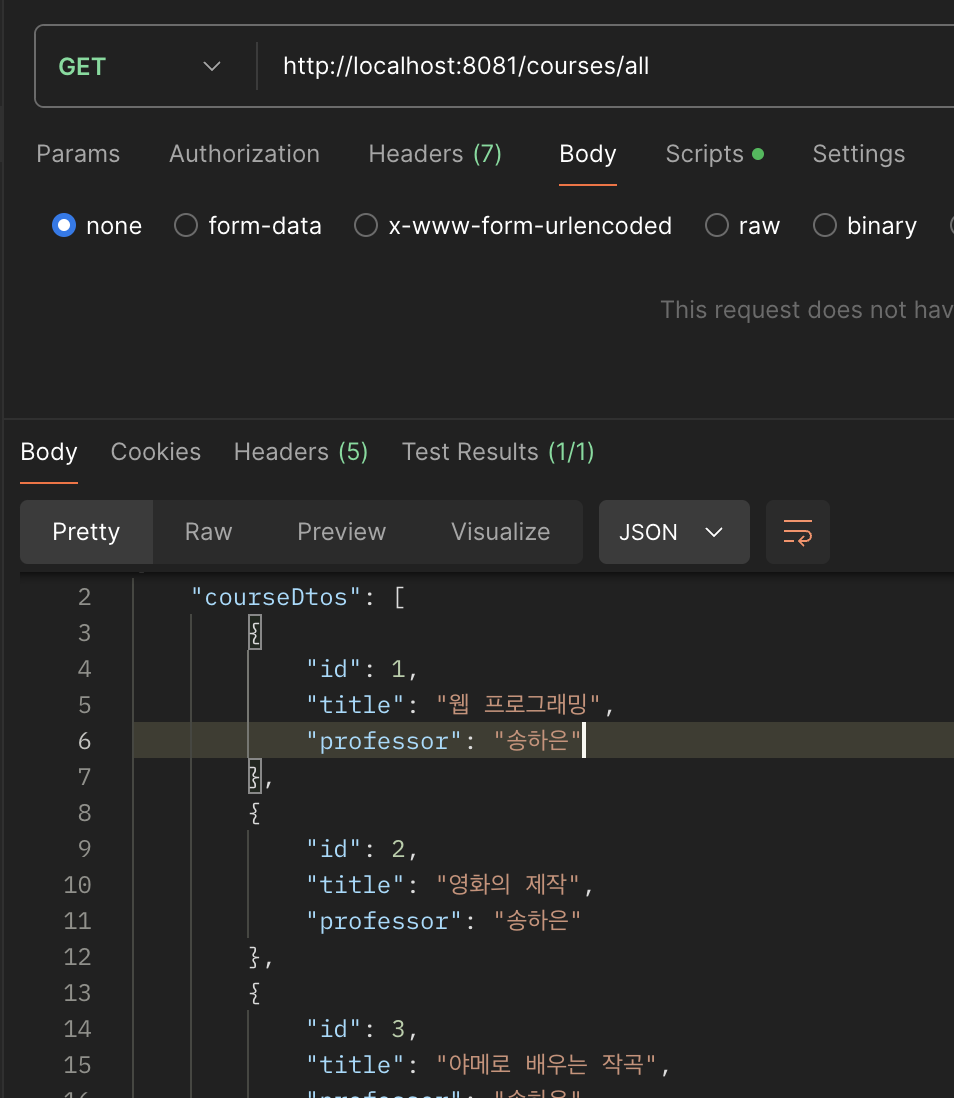 GET http://localhost:8081/courses/all
Params Authorization Headers (7) Body Scripts Settings
none form-data x-www-form-urlencoded raw binary
This request does not hav
Body Cookies Headers (5) Test Results (1/1)
Pretty Raw Preview Visualize JSON
2 "courseDtos": [
3 {
4 "id": 1,
5 "title": "웹 프로그래밍",
6 "professor": "송하은"
7 },
8 {
9 "id": 2,
10 "title": "영화의 제작",
11 "professor": "송하은"
12 },
13 {
14 "id": 3,
15 "title": "야메로 배우는 작곡",
16 "professor": "송하은"